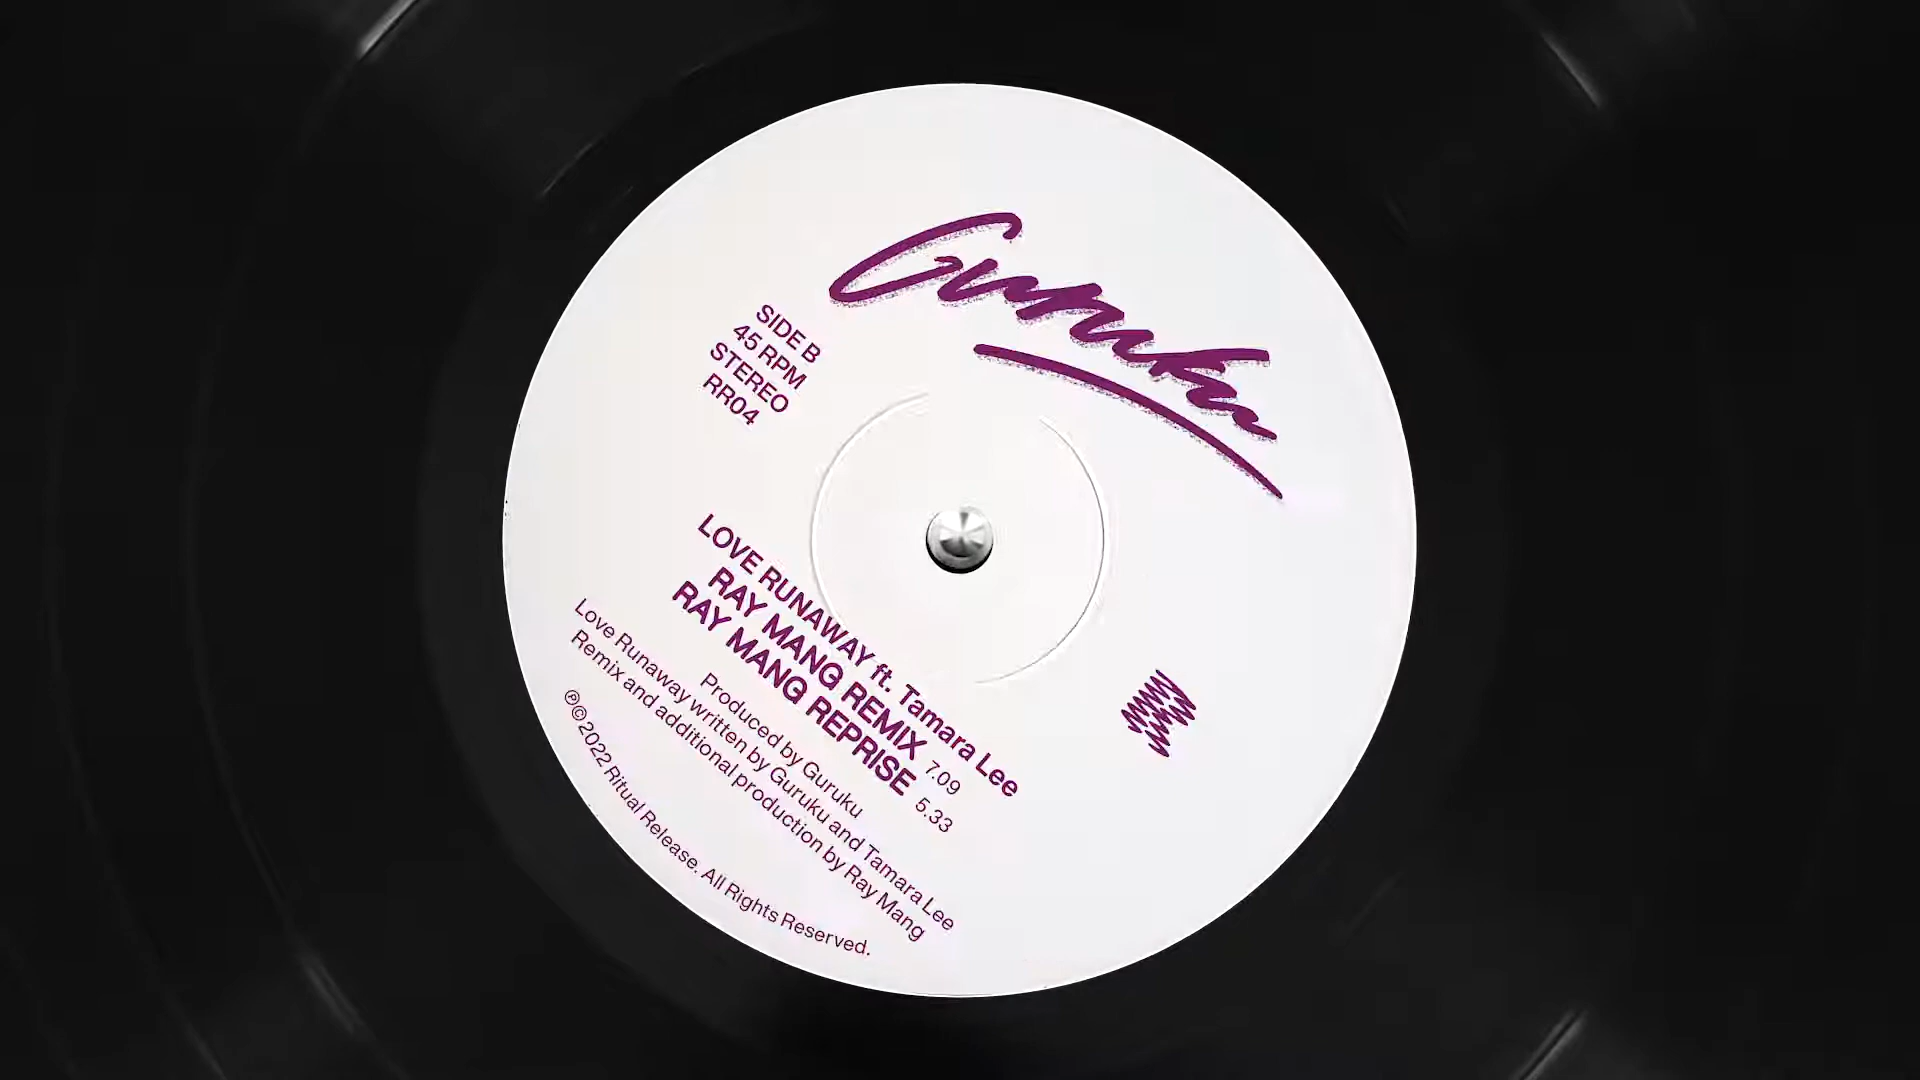 Guruku
SIDE B
45 RPM
STEREO
RR04
LOVE RUNAWAY ft. Tamara Lee
RAY MANG REMIX 7.09
RAY MANG REPRISE 5.33
Produced by Guruku
Love Runaway written by Guruku and Tamara Lee
Remix and additional production by Ray Mang
℗©2022 Ritual Release. All Rights Reserved.